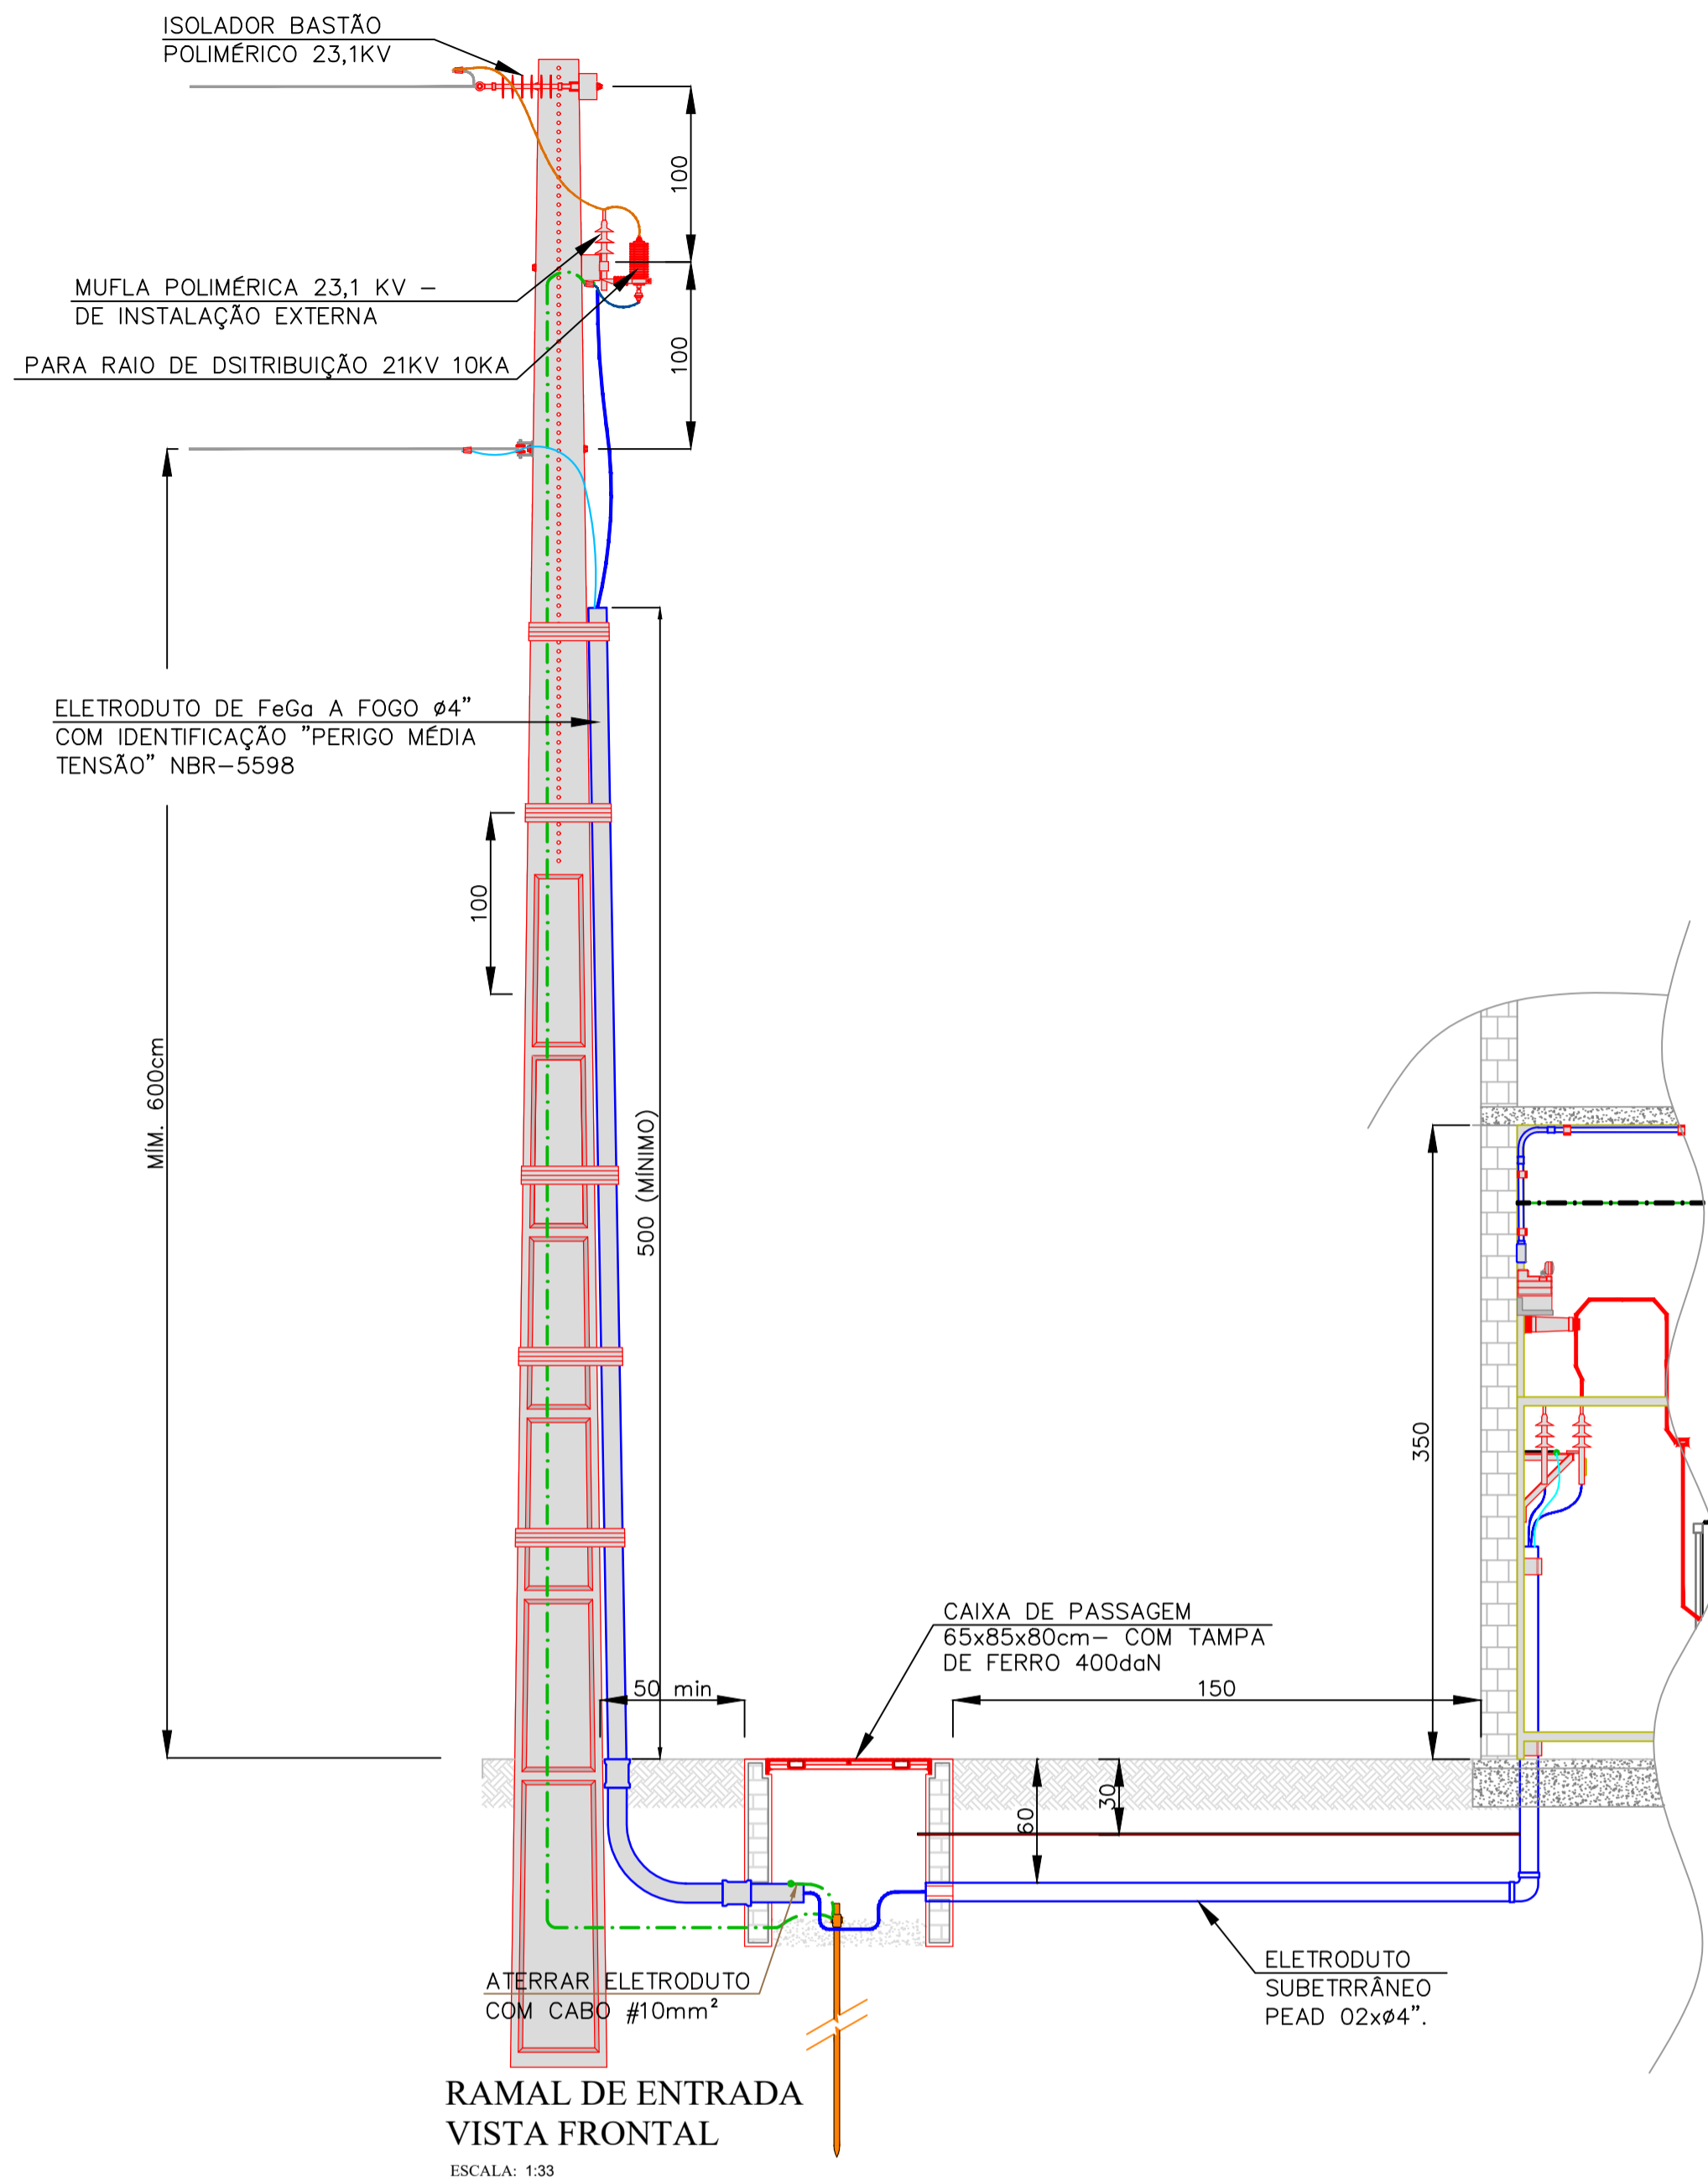 ISOLADOR BASTÃO
POLIMÉRICO 23,1KV
100
MUFLA POLIMÉRICA 23,1 KV –
DE INSTALAÇÃO EXTERNA
PARA RAIO DE DSITRIBUIÇÃO 21KV 10KA
100
ELETRODUTO DE FeGa A FOGO ø4"
COM IDENTIFICAÇÃO "PERIGO MÉDIA
TENSÃO" NBR–5598
100
MÍM. 600cm
500 (MÍNIMO)
350
CAIXA DE PASSAGEM
65x85x80cm– COM TAMPA
DE FERRO 400daN
50 min
150
60
30
ATERRAR ELETRODUTO
COM CABO #10mm²
ELETRODUTO
SUBETRRÂNEO
PEAD 02xø4".
RAMAL DE ENTRADA
VISTA FRONTAL
ESCALA: 1:33